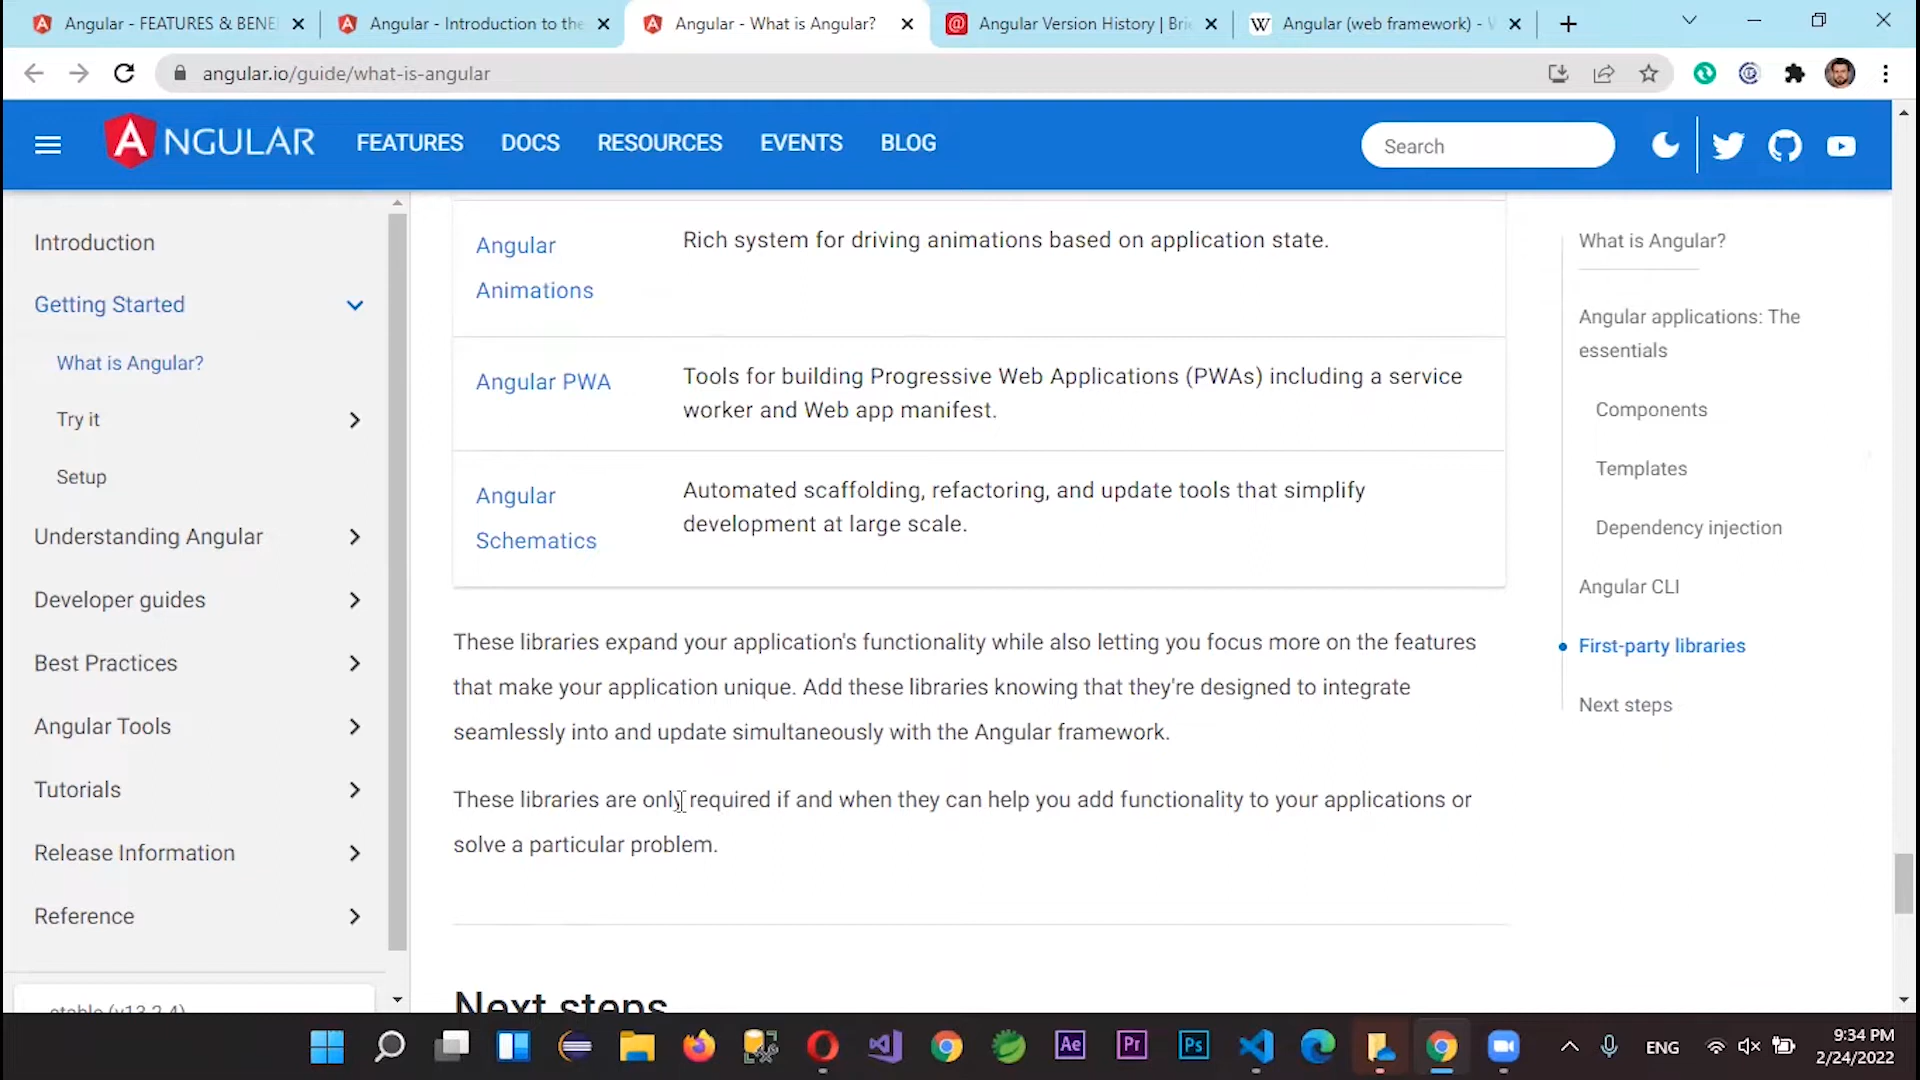 Angular - FEATURES & BENE
Angular - Introduction to the
Angular - What is Angular?
Angular Version History | Brie
Angular (web framework) - W
angular.io/guide/what-is-angular
ANGULAR
FEATURES
DOCS
RESOURCES
EVENTS
BLOG
Search
Introduction
Getting Started
What is Angular?
Try it
Setup
Understanding Angular
Developer guides
Best Practices
Angular Tools
Tutorials
Release Information
Reference
stable (v13.2.4)
Angular
Animations
Rich system for driving animations based on application state.
Angular PWA
Tools for building Progressive Web Applications (PWAs) including a service
worker and Web app manifest.
Angular
Schematics
Automated scaffolding, refactoring, and update tools that simplify
development at large scale.
These libraries expand your application's functionality while also letting you focus more on the features
that make your application unique. Add these libraries knowing that they're designed to integrate
seamlessly into and update simultaneously with the Angular framework.
These libraries are only required if and when they can help you add functionality to your applications or
solve a particular problem.
Next steps
What is Angular?
Angular applications: The
essentials
Components
Templates
Dependency injection
Angular CLI
First-party libraries
Next steps
Ae
Pr
Ps
ENG
9:34 PM
2/24/2022